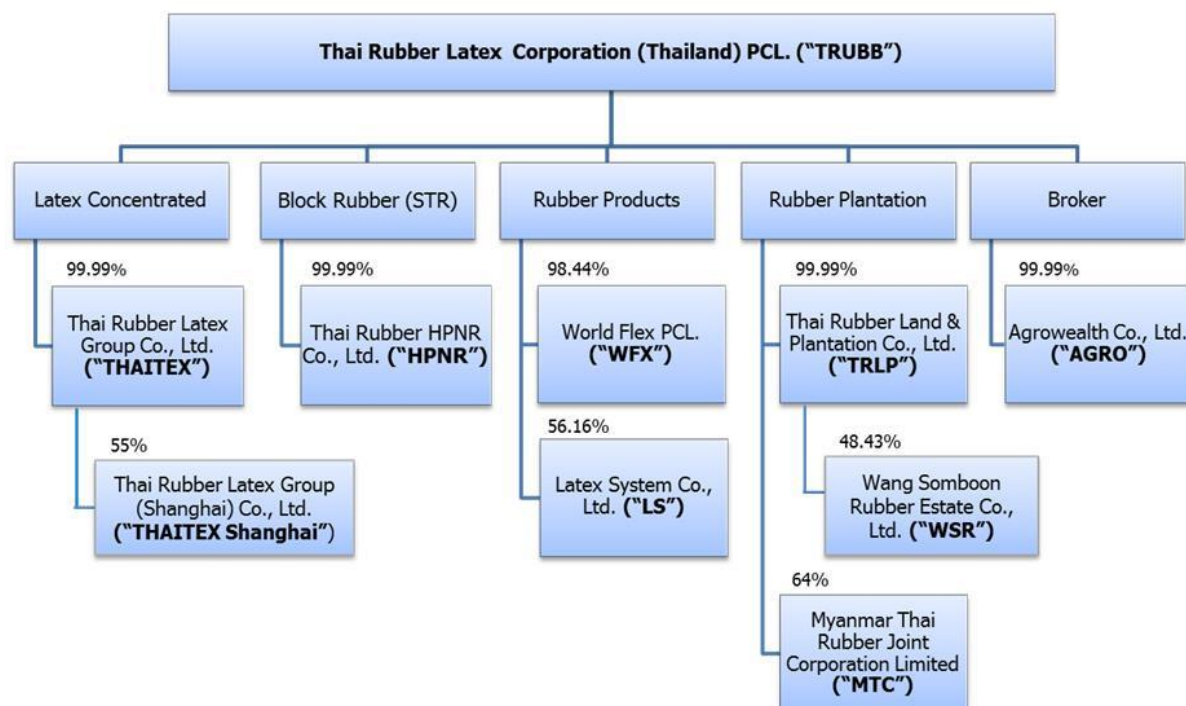 Thai Rubber Latex Corporation (Thailand) PCL. (“TRUBB”)
Latex Concentrated
Block Rubber (STR)
Rubber Products
Rubber Plantation
Broker
99.99%
99.99%
98.44%
99.99%
99.99%
Thai Rubber Latex
Group Co., Ltd.
(“THAITEX”)
Thai Rubber HPNR
Co., Ltd. (“HPNR”)
World Flex PCL.
(“WFX”)
Thai Rubber Land &
Plantation Co., Ltd.
(“TRLP”)
Agrowealth Co., Ltd.
(“AGRO”)
55%
56.16%
48.43%
Thai Rubber Latex Group
(Shanghai) Co., Ltd.
(“THAITEX Shanghai”)
Latex System Co.,
Ltd. (“LS”)
Wang Somboon
Rubber Estate Co.,
Ltd. (“WSR”)
64%
Myanmar Thai
Rubber Joint
Corporation Limited
(“MTC”)